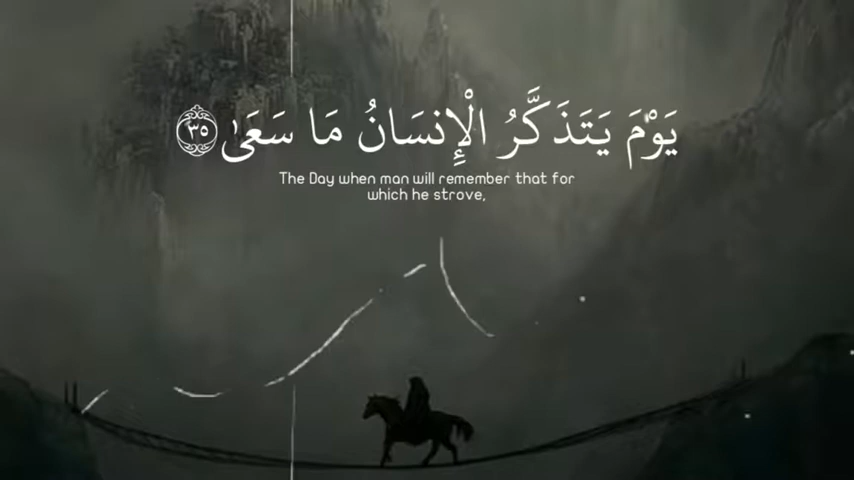 يَوْمَ يَتَذَكَّرُ الْإِنسَانُ مَا سَعَىٰ ٣٥
The Day when man will remember that for
which he strove,